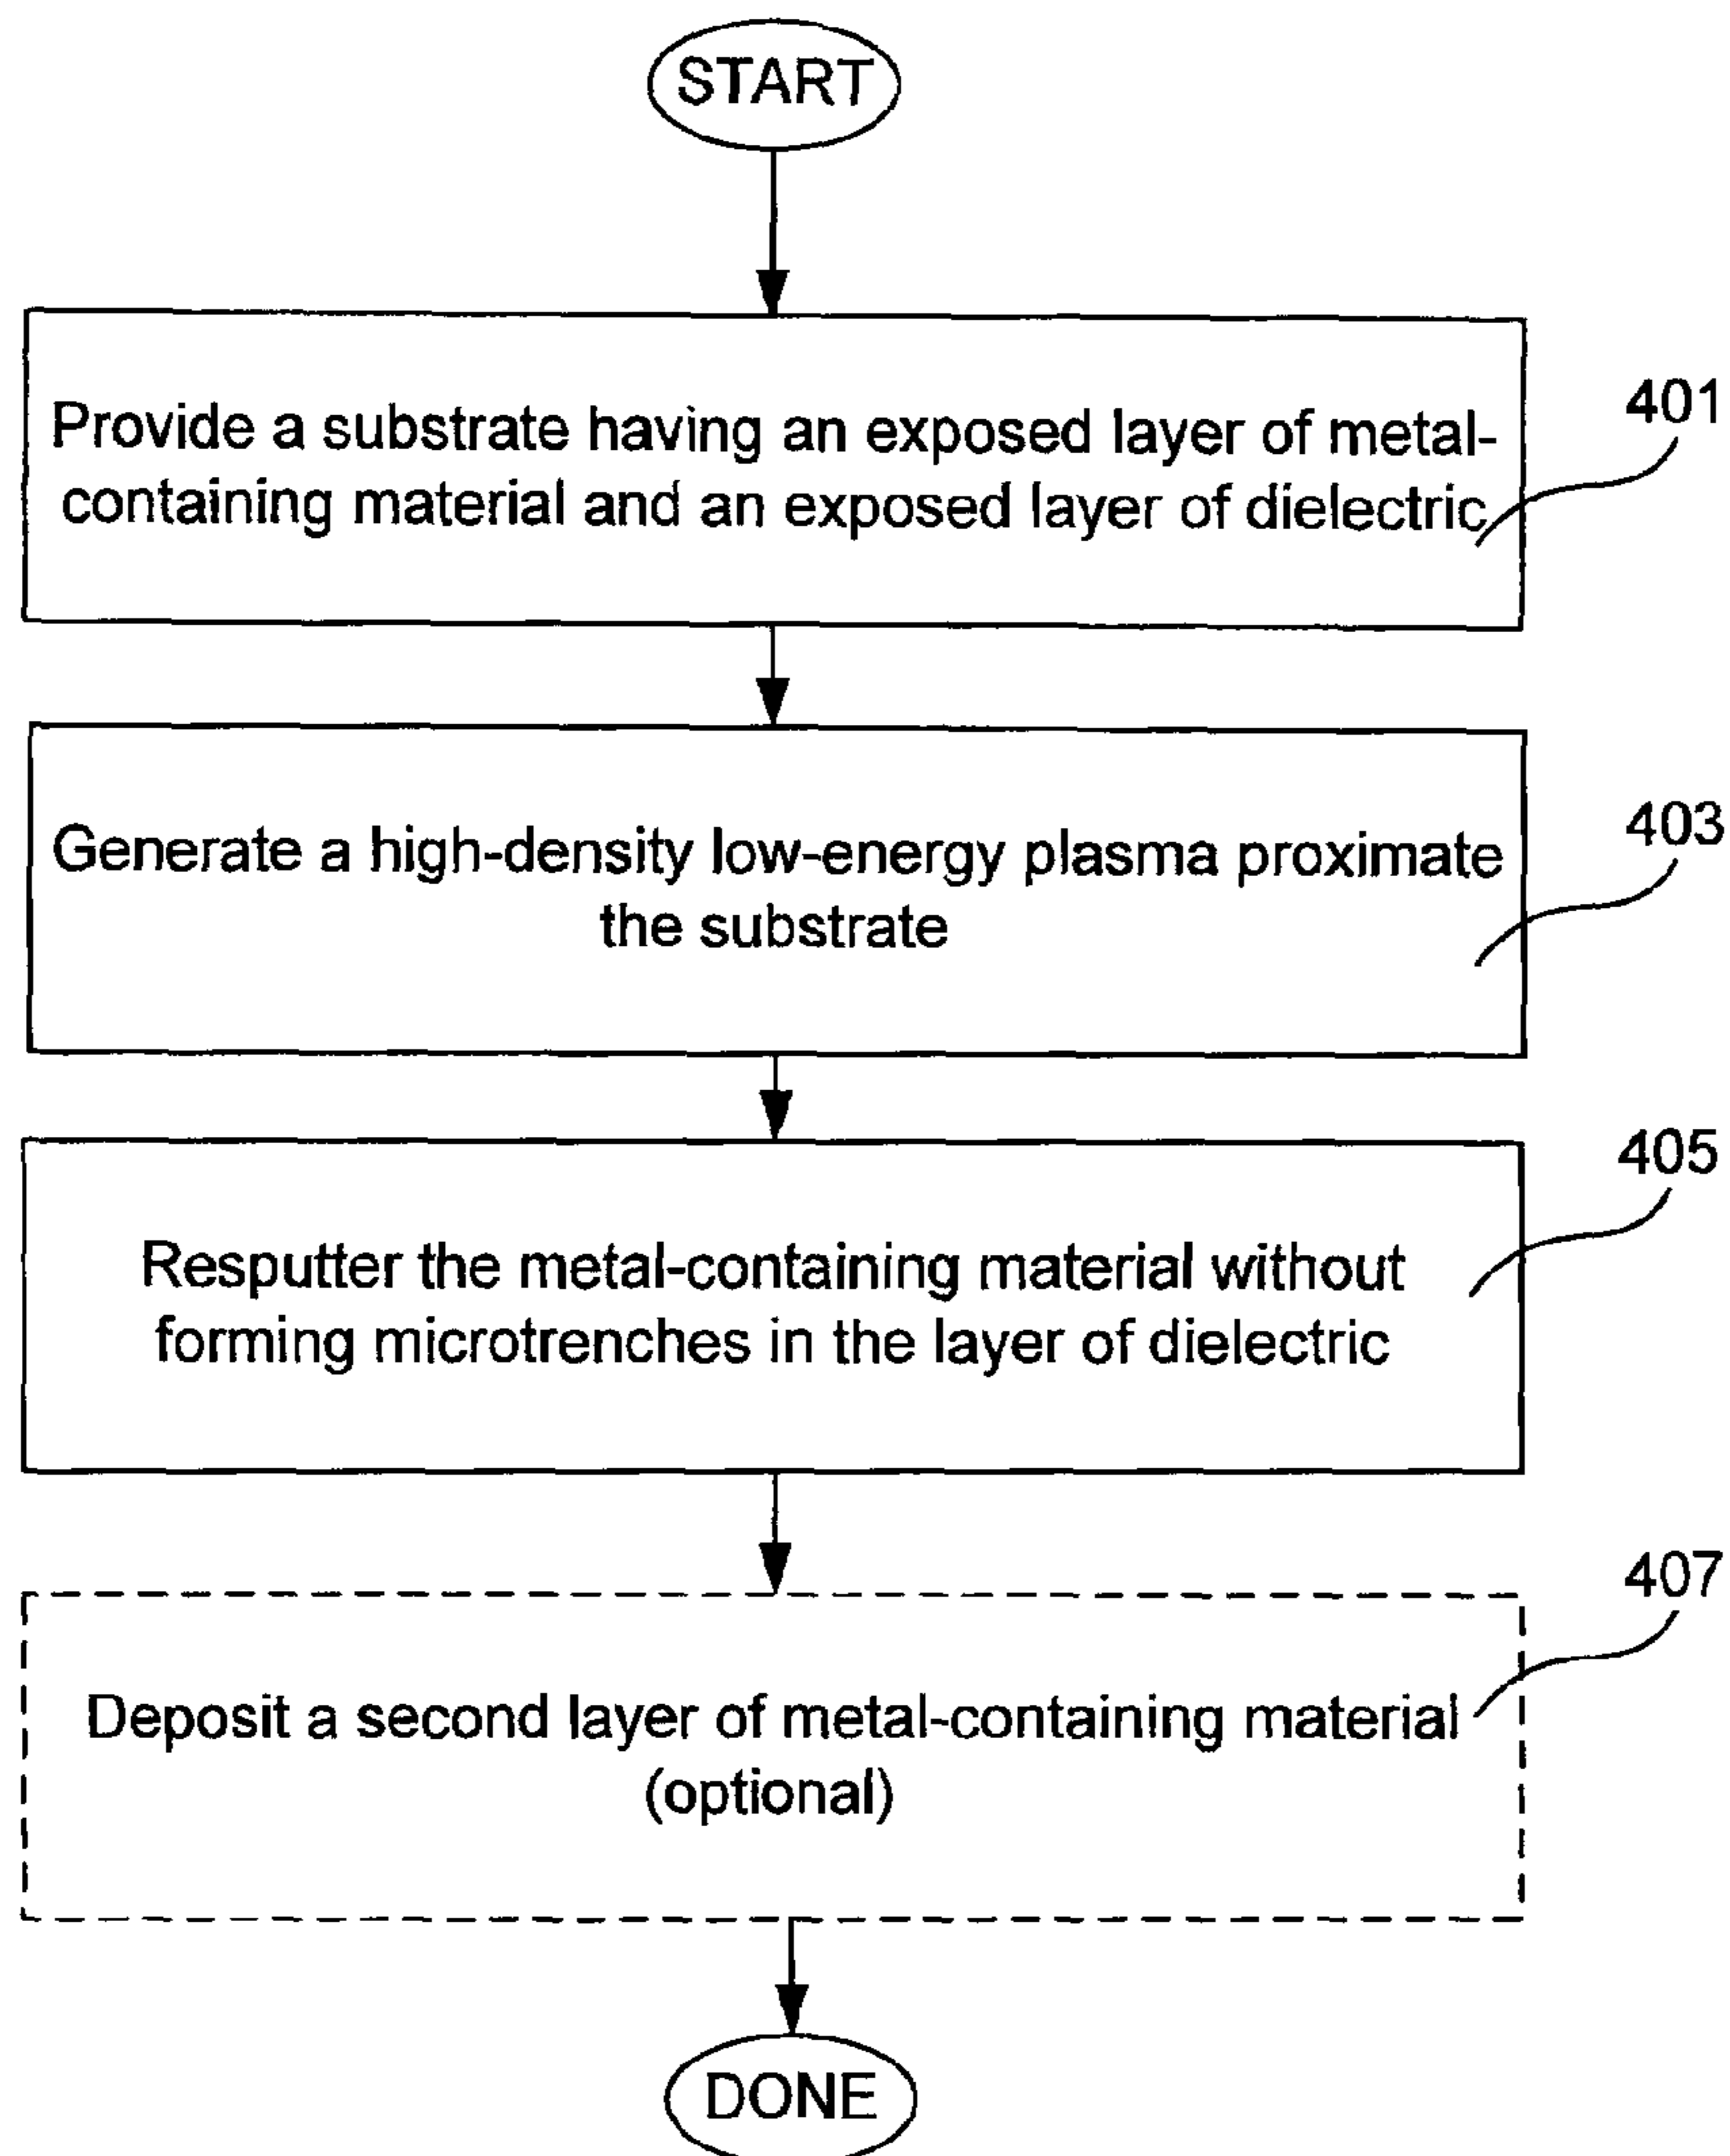 START
Provide a substrate having an exposed layer of metal-
containing material and an exposed layer of dielectric
401
Generate a high-density low-energy plasma proximate
the substrate
403
Resputter the metal-containing material without
forming microtrenches in the layer of dielectric
405
Deposit a second layer of metal-containing material
(optional)
407
DONE